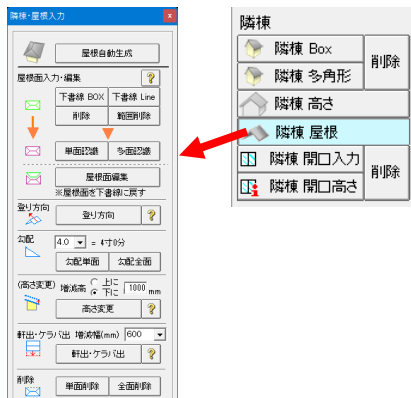 隣棟・屋根入力
x
屋根自動生成
屋根面入力・編集
?
下書線 BOX
下書線 Line
削除
範囲削除
単面認識
多面認識
屋根面編集
※屋根面を下書線に戻す
登り方向
登り方向
?
勾配
4.0 = 4寸0分
勾配単面
勾配全面
(高さ変更) 増減高 上に 下に 1000 mm
高さ変更
?
軒出・ケラバ出 増減幅(mm) 600
軒出・ケラバ出
?
削除
単面削除
全面削除
隣棟
隣棟 Box
隣棟 多角形
削除
隣棟 高さ
隣棟 屋根
隣棟 開口入力
隣棟 開口高さ
削除